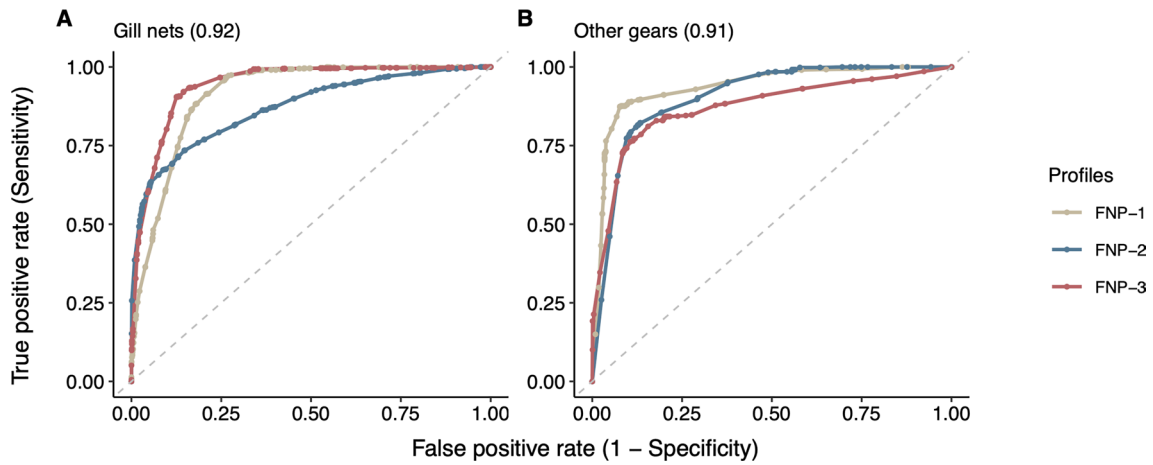 A
Gill nets (0.92)
B
Other gears (0.91)
True positive rate (Sensitivity)
1.00
0.75
0.50
0.25
0.00
0.00 0.25 0.50 0.75 1.00
1.00
0.75
0.50
0.25
0.00
0.00 0.25 0.50 0.75 1.00
False positive rate (1 − Specificity)
Profiles
FNP−1
FNP−2
FNP−3